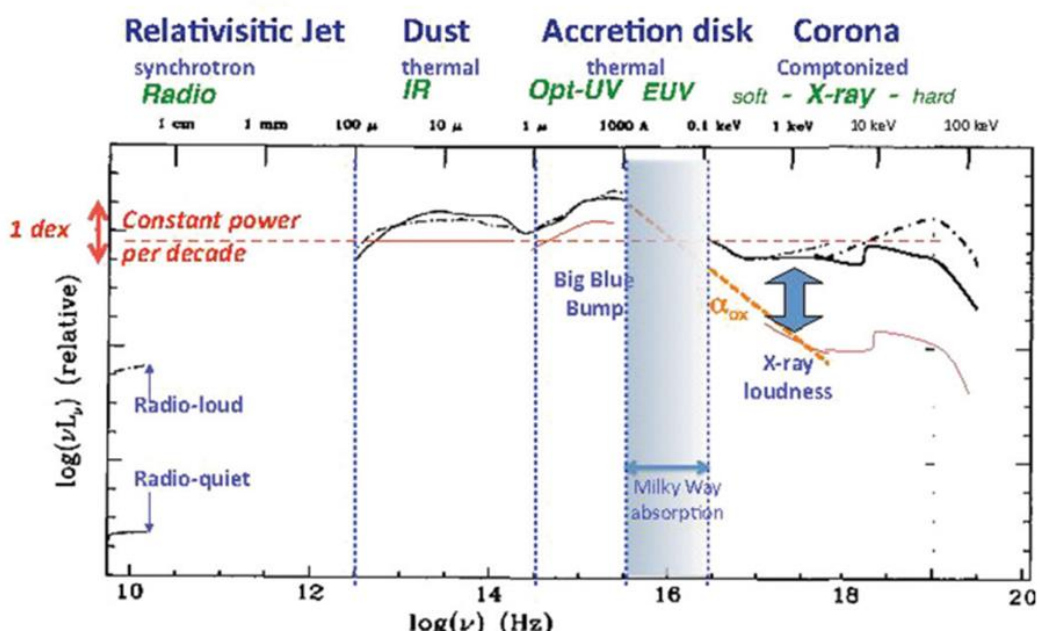 Relativisitic Jet Dust Accretion disk Corona
synchrotron thermal thermal Comptonized
Radio IR Opt-UV EUV soft - X-ray - hard
1 cm 1 mm 100 μ 10 μ 1 μ 1000 A 0.1 keV 1 keV 10 keV 100 keV
1 dex
Constant power
per decade
Big Blue
Bump
αox
X-ray
loudness
Radio-loud
Radio-quiet
Milky Way
absorption
log(νLν) (relative)
10 12 14 16 18 20
log(ν) (Hz)